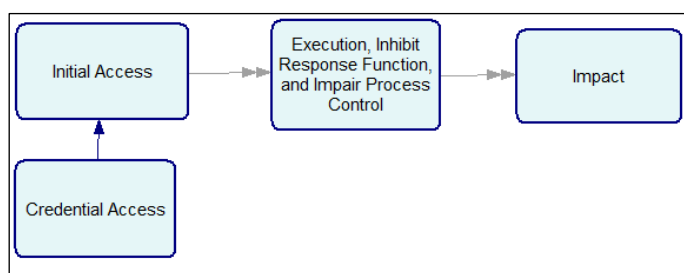 Initial Access
Execution, Inhibit
Response Function,
and Impair Process
Control
Impact
Credential Access